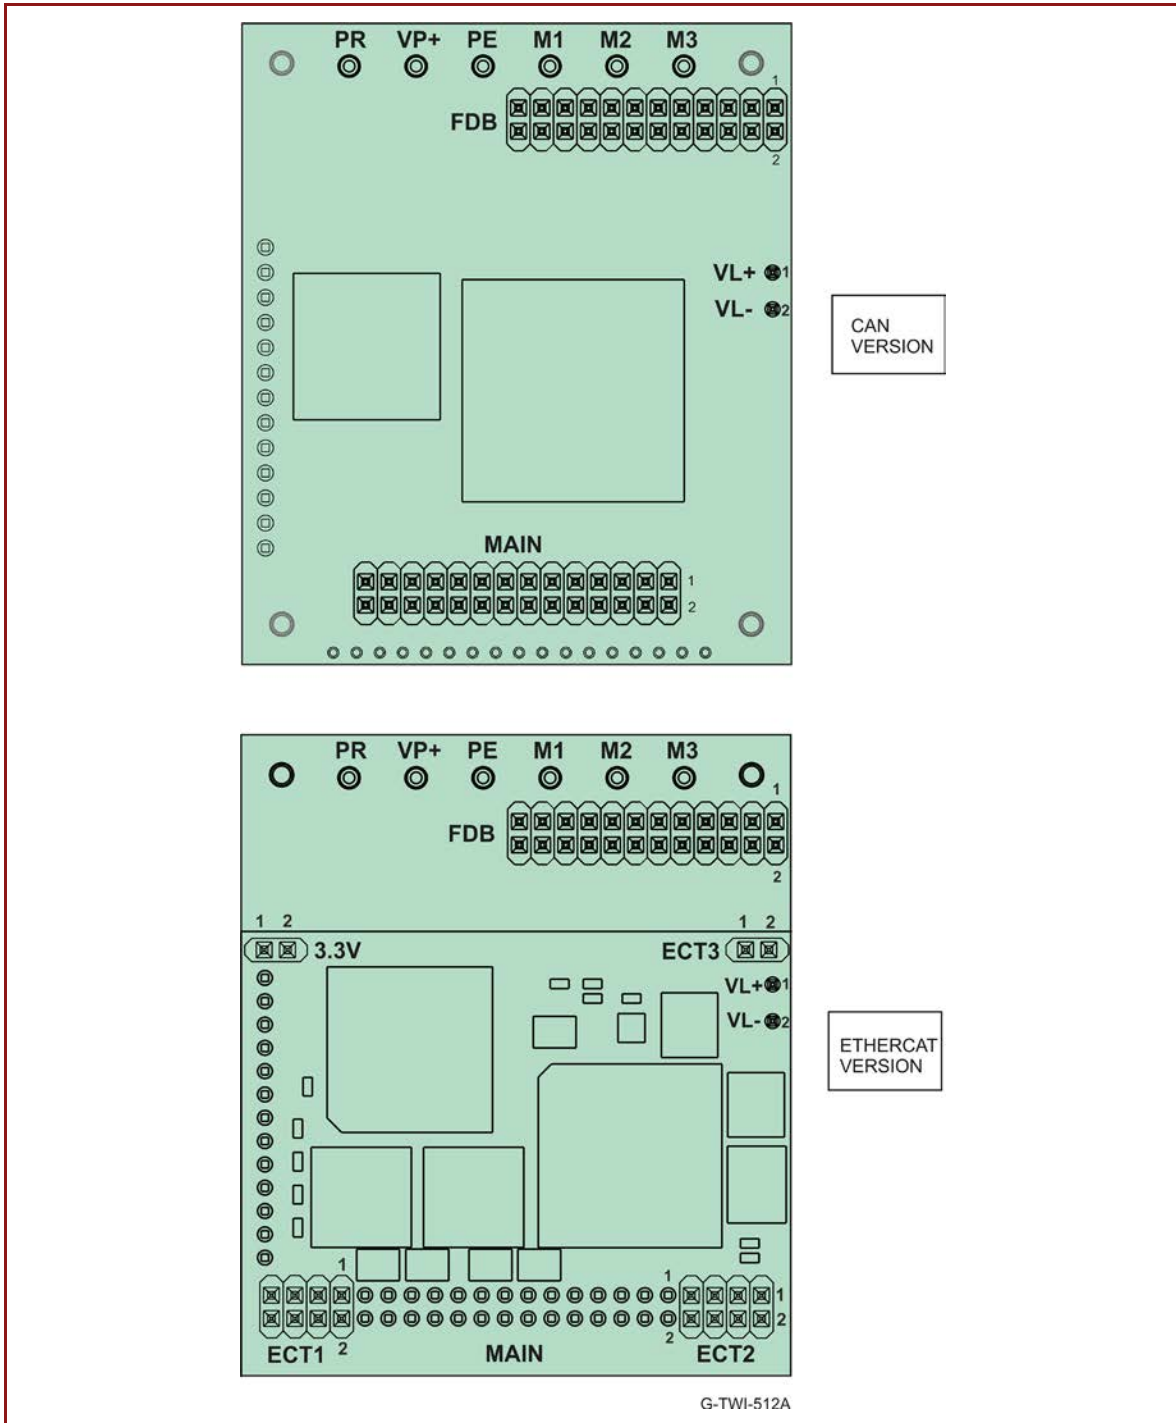 PR VP+ PE M1 M2 M3
1
FDB
2
VL+ 1
VL- 2
CAN
VERSION
MAIN
1
2
PR VP+ PE M1 M2 M3
1
FDB
2
1 2
1 2
3.3V
ECT3
VL+ 1
VL- 2
ETHERCAT
VERSION
1
1
1
2
2
2
ECT1
MAIN
ECT2
G-TWI-512A